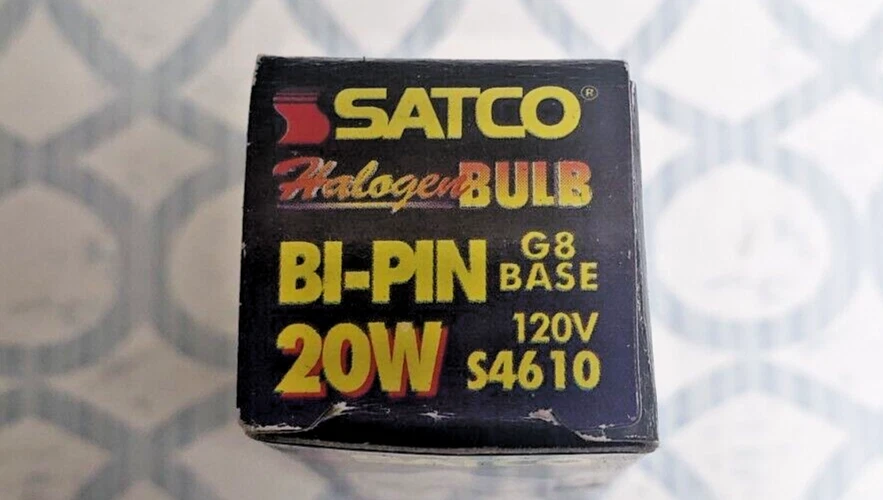 SATCO®
Halogen BULB
BI-PIN G8 BASE
20W 120V S4610